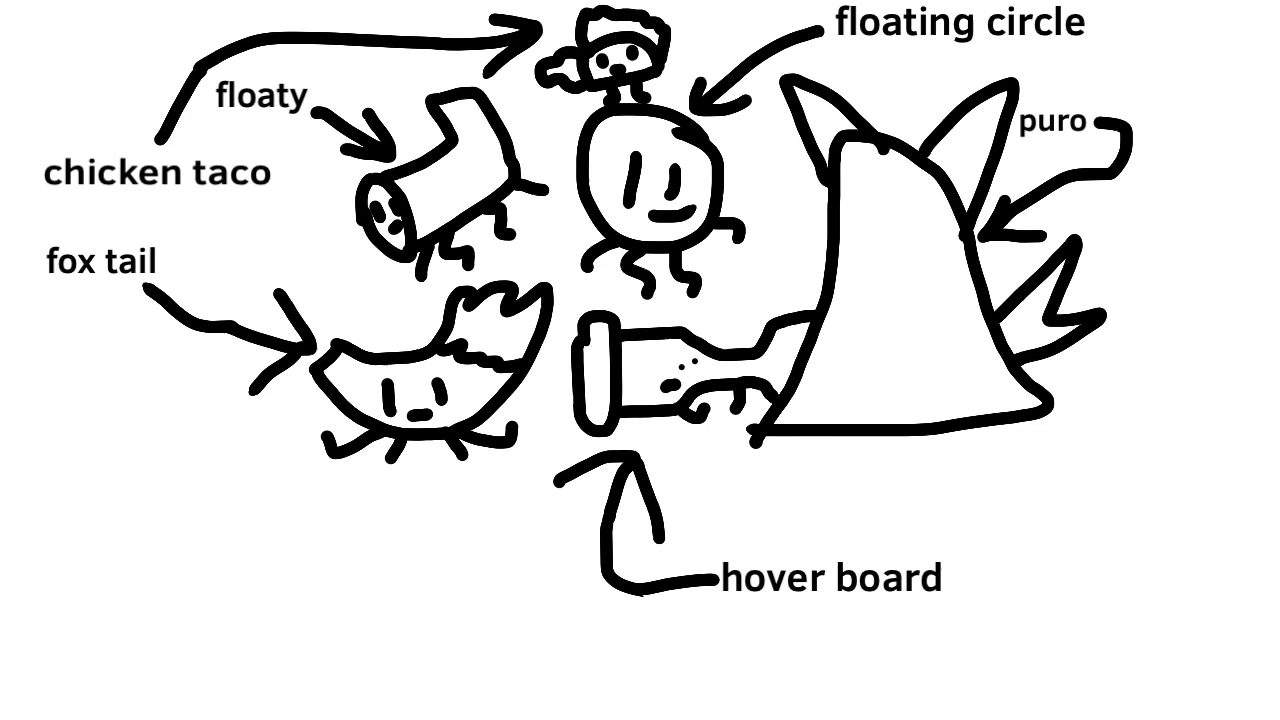 floating circle
floaty
puro
chicken taco
fox tail
hover board